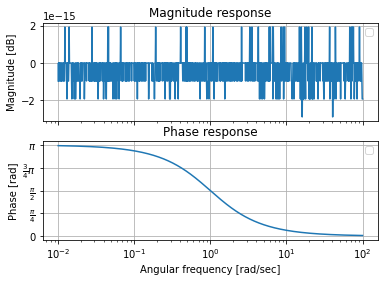 1e−15
Magnitude response
2
0
−2
Magnitude [dB]
Phase response
π
3/4 π
π/2
π/4
0
Phase [rad]
10⁻² 10⁻¹ 10⁰ 10¹ 10²
Angular frequency [rad/sec]